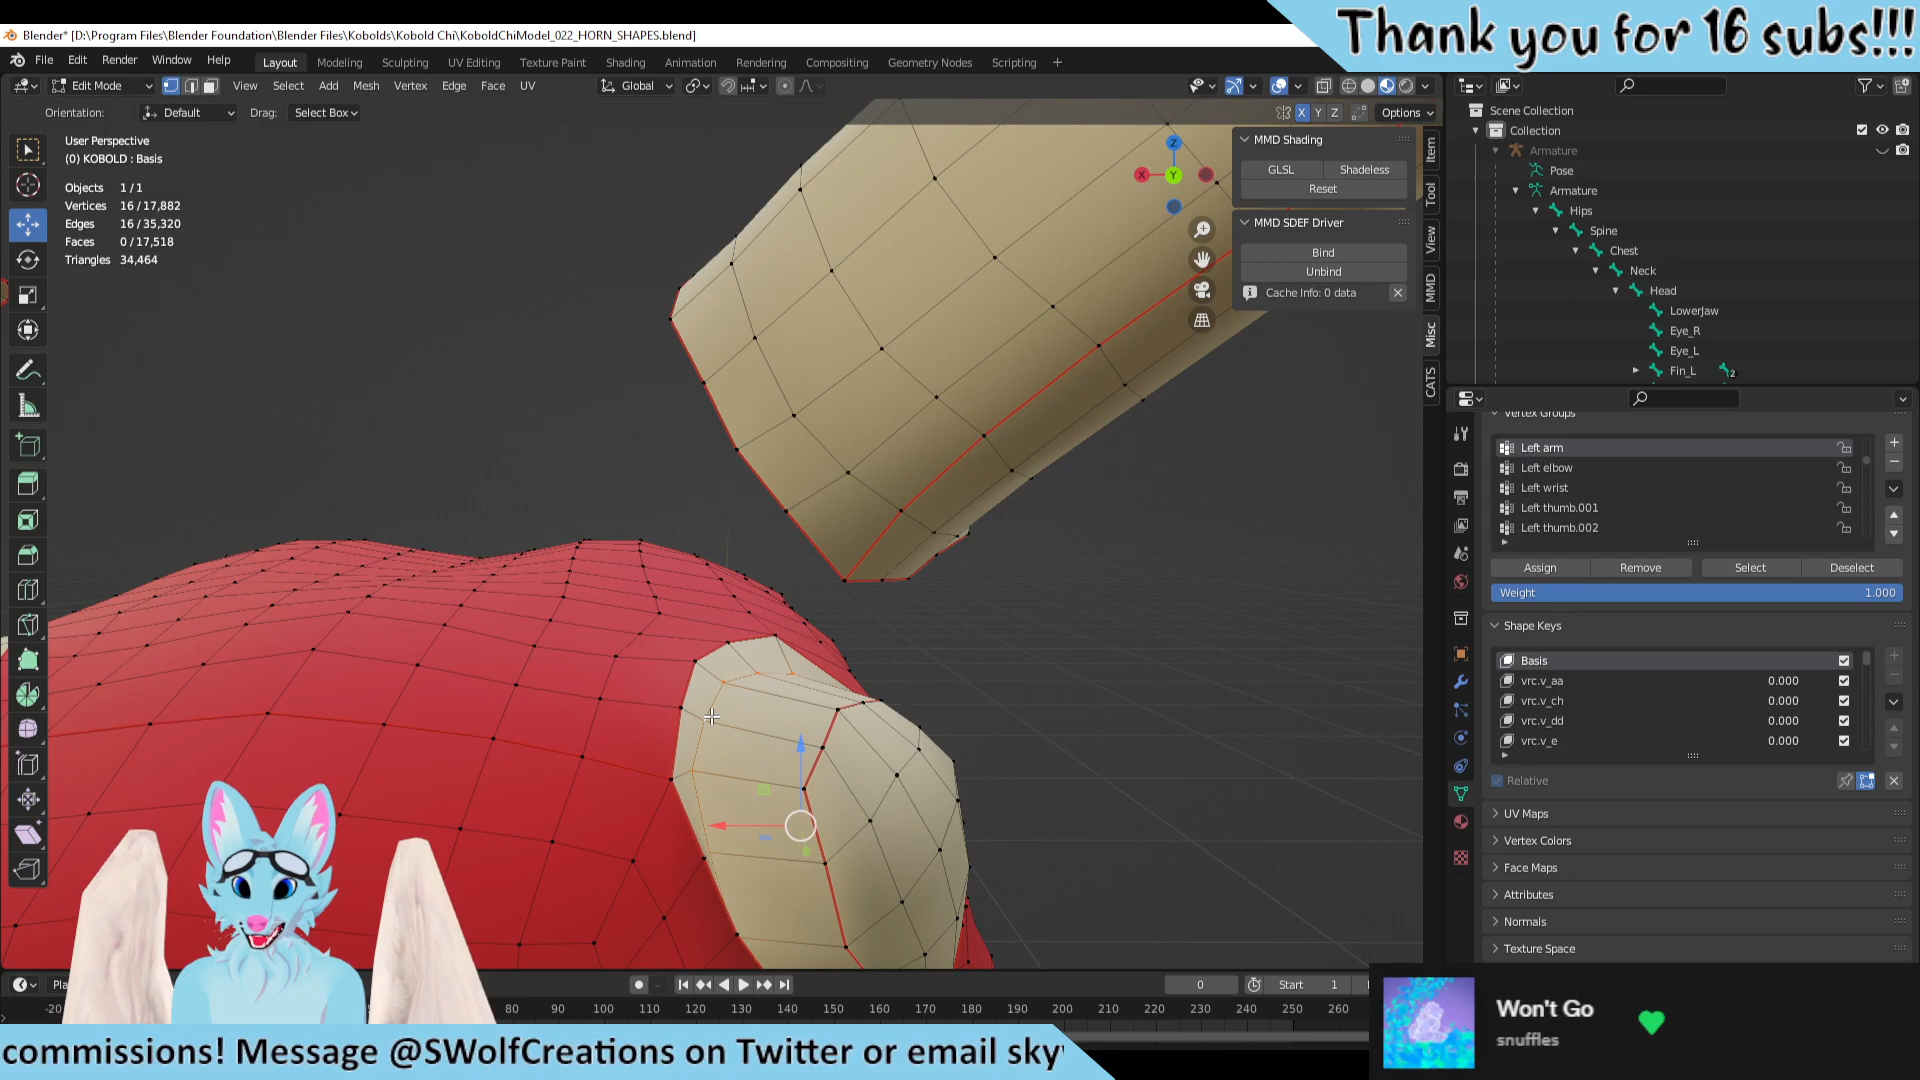 Thank you for 16 subs!!!
Blender* [D:\Program Files\Blender Foundation\Blender Files\Kobolds\Kobold Chi\KoboldChiModel_022_HORN_SHAPES.blend]
File Edit Render Window Help
Layout Modeling Sculpting UV Editing Texture Paint Shading Animation Rendering Compositing Geometry Nodes Scripting +
Edit Mode View Select Add Mesh Vertex Edge Face UV Global
Orientation: Default Drag: Select Box X Y Z Options
User Perspective
(0) KOBOLD : Basis
Objects 1 / 1
Vertices 16 / 17,882
Edges 16 / 35,320
Faces 0 / 17,518
Triangles 34,464
Z
X Y
MMD Shading
GLSL Shadeless
Reset
MMD SDEF Driver
Bind
Unbind
Cache Info: 0 data
Item
Tool
View
MMD
Misc
CATS
Scene Collection
Collection
Armature
Pose
Armature
Hips
Spine
Chest
Neck
Head
LowerJaw
Eye_R
Eye_L
Fin_L 2
Vertex Groups
Left arm
Left elbow
Left wrist
Left thumb.001
Left thumb.002
Assign Remove Select Deselect
Weight 1.000
Shape Keys
Basis
vrc.v_aa 0.000
vrc.v_ch 0.000
vrc.v_dd 0.000
vrc.v_e 0.000
Relative
UV Maps
Vertex Colors
Face Maps
Attributes
Normals
Texture Space
0 Start 1
-20 80 90 100 110 120 130 140 150 160 170 180 190 200 210 220 230 240 250 260
Won't Go
snuffles
commissions! Message @SWolfCreations on Twitter or email sky